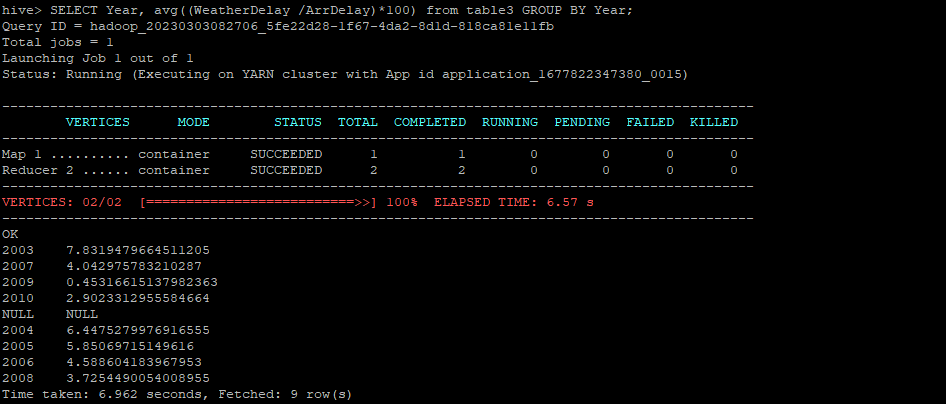 hive> SELECT Year, avg((WeatherDelay /ArrDelay)*100) from table3 GROUP BY Year;
Query ID = hadoop_20230303082706_5fe22d28-1f67-4da2-8d1d-818ca81e11fb
Total jobs = 1
Launching Job 1 out of 1
Status: Running (Executing on YARN cluster with App id application_1677822347380_0015)
----------------------------------------------------------------------------------------------
VERTICES MODE STATUS TOTAL COMPLETED RUNNING PENDING FAILED KILLED
----------------------------------------------------------------------------------------------
Map 1 .......... container SUCCEEDED 1 1 0 0 0 0
Reducer 2 ...... container SUCCEEDED 2 2 0 0 0 0
----------------------------------------------------------------------------------------------
VERTICES: 02/02 [==========================>>] 100% ELAPSED TIME: 6.57 s
----------------------------------------------------------------------------------------------
OK
2003 7.8319479664511205
2007 4.042975783210287
2009 0.45316615137982363
2010 2.9023312955584664
NULL NULL
2004 6.4475279976916555
2005 5.85069715149616
2006 4.588604183967953
2008 3.7254490054008955
Time taken: 6.962 seconds, Fetched: 9 row(s)